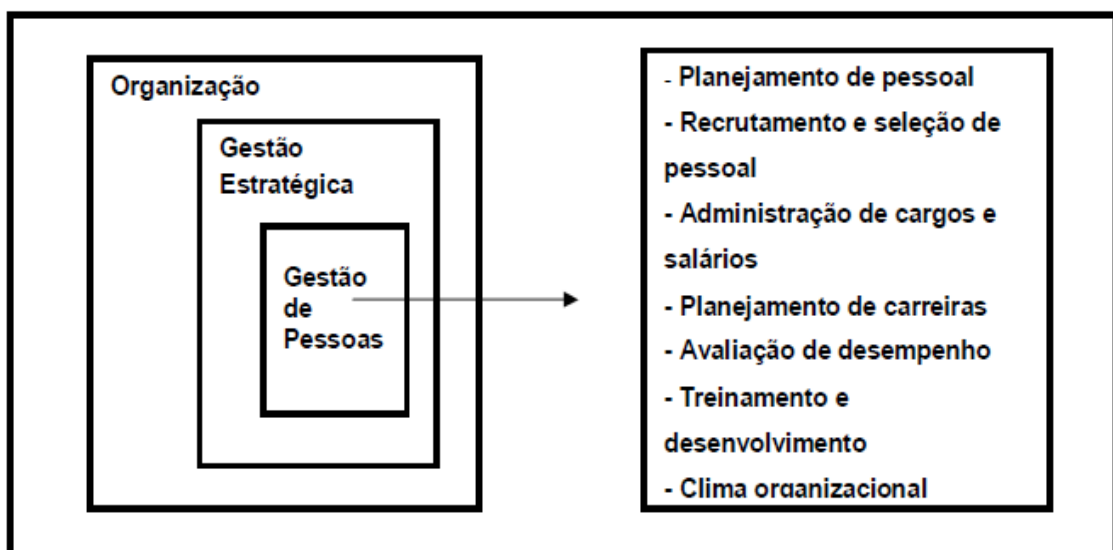 Organização
Gestão
Estratégica
Gestão
de
Pessoas
- Planejamento de pessoal
- Recrutamento e seleção de
pessoal
- Administração de cargos e
salários
- Planejamento de carreiras
- Avaliação de desempenho
- Treinamento e
desenvolvimento
- Clima organizacional